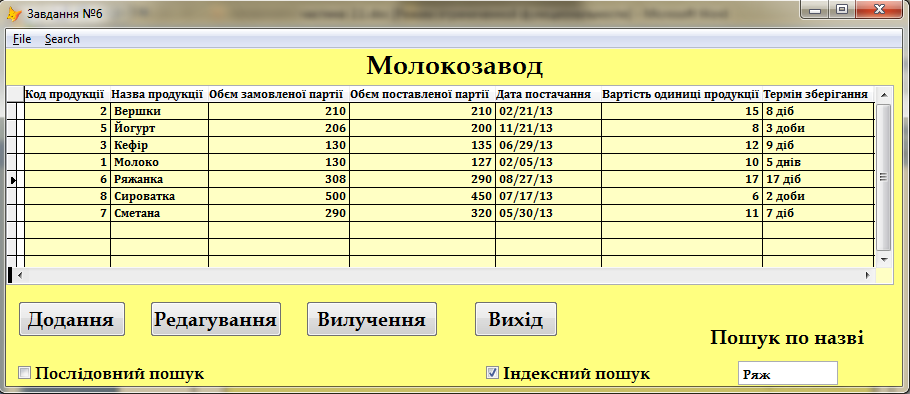 Завдання №6
File Search
Молокозавод
Код продукції Назва продукції Обєм замовленої партії Обєм поставленої партії Дата постачання Вартість одиниці продукції Термін зберігання
2 Вершки 210 210 02/21/13 15 8 діб
5 Йогурт 206 200 11/21/13 8 3 доби
3 Кефір 130 135 06/29/13 12 9 діб
1 Молоко 130 127 02/05/13 10 5 днів
6 Ряжанка 308 290 08/27/13 17 17 діб
8 Сироватка 500 450 07/17/13 6 2 доби
7 Сметана 290 320 05/30/13 11 7 діб
Додання Редагування Вилучення Вихід
Пошук по назві
Послідовний пошук Індексний пошук Ряж